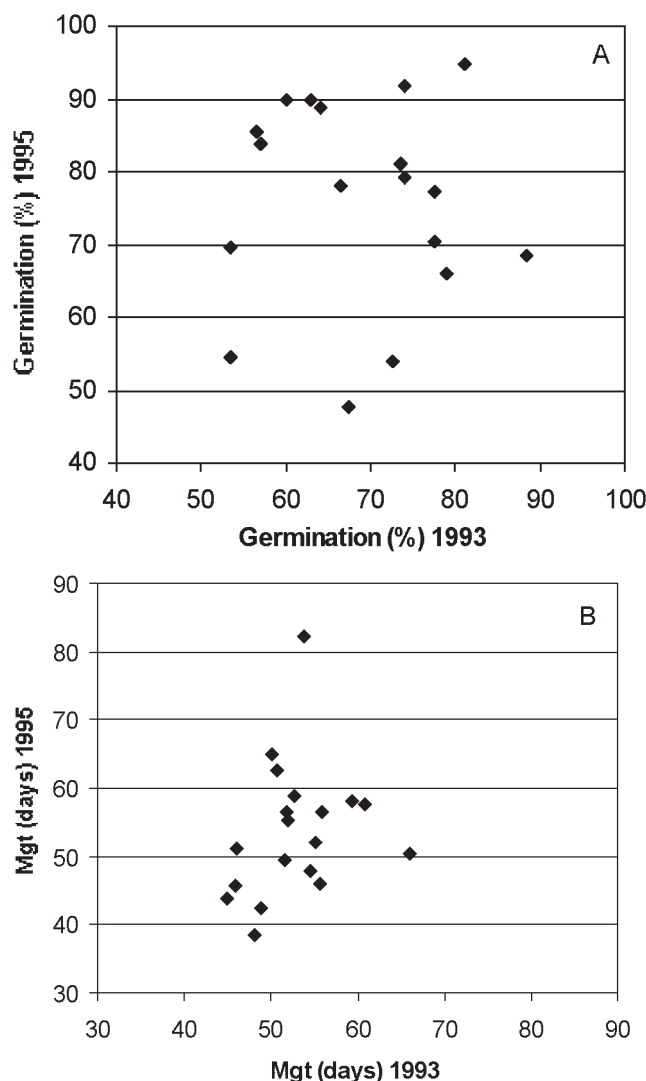 A
100
90
80
70
60
50
40
Germination (%) 1995
40 50 60 70 80 90 100
Germination (%) 1993
B
90
80
70
60
50
40
30
Mgt (days) 1995
30 40 50 60 70 80 90
Mgt (days) 1993